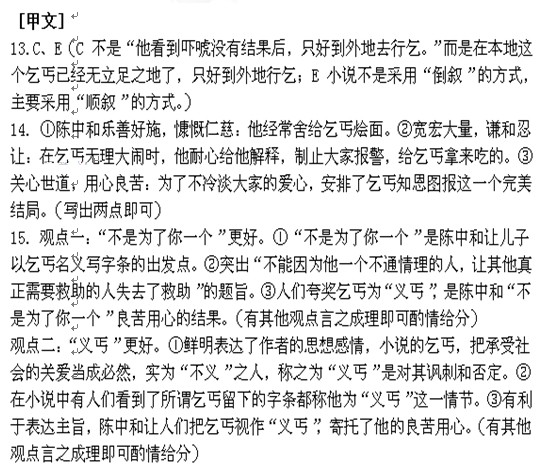 [甲文]
13.C、E（C 不是“他看到吓唬没有结果后，只好到外地去行乞。”而是在本地这
个乞丐已经无立足之地了，只好到外地行乞；E 小说不是采用“倒叙”的方式，
主要采用“顺叙”的方式。）
14. ①陈中和乐善好施，慷慨仁慈：他经常舍给乞丐烩面。②宽宏大量，谦和忍
让：在乞丐无理大闹时，他耐心给他解释，制止大家报警，给乞丐拿来吃的。③
关心世道，用心良苦：为了不冷淡大家的爱心，安排了乞丐知恩图报这一个完美
结局。（写出两点即可）
15. 观点一：“不是为了你一个”更好。①“不是为了你一个”是陈中和让儿子
以乞丐名义写字条的出发点。②突出“不能因为他一个不通情理的人，让其他真
正需要救助的人失去了救助”的题旨。③人们夸奖乞丐为“义丐”，是陈中和“不
是为了你一个”良苦用心的结果。（有其他观点言之成理即可酌情给分）
观点二：“义丐”更好。①鲜明表达了作者的思想感情，小说的乞丐，把承受社
会的关爱当成必然，实为“不义”之人，称之为“义丐”是对其讽刺和否定。②
在小说中有人们看到了所谓乞丐留下的字条都称他为“义丐”这一情节。③有利
于表达主旨，陈中和让人们把乞丐视作“义丐”，寄托了他的良苦用心。（有其他
观点言之成理即可酌情给分）